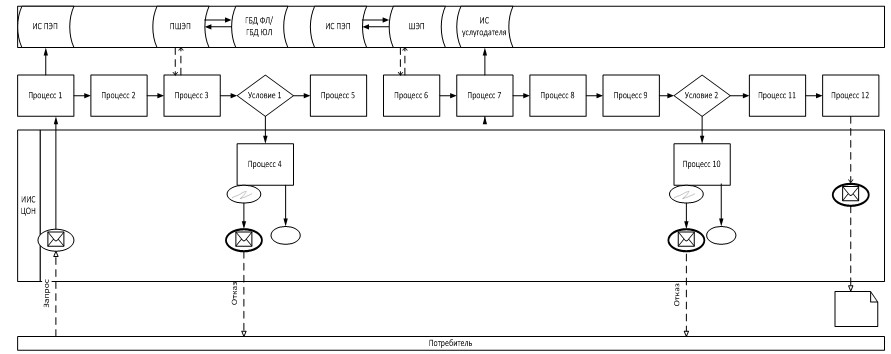 ИС ПЭП
ПШЭП
ГБД ФЛ/
ГБД ЮЛ
ИС ПЭП
ШЭП
ИС
услугодателя
Процесс 1
Процесс 2
Процесс 3
Условие 1
Процесс 5
Процесс 6
Процесс 7
Процесс 8
Процесс 9
Условие 2
Процесс 11
Процесс 12
Процесс 4
Процесс 10
ИИС
ЦОН
Запрос
Отказ
Отказ
Потребитель